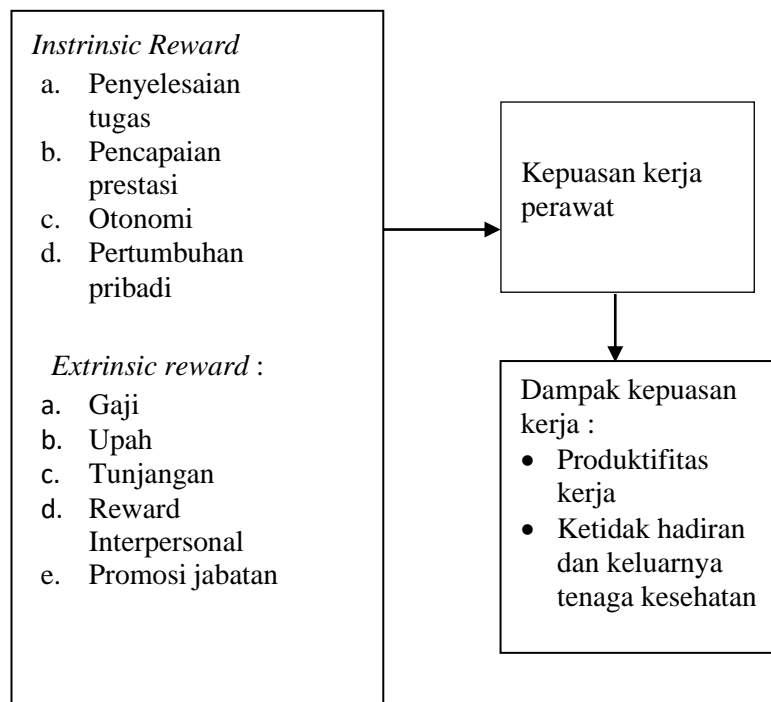 Instrinsic Reward
a. Penyelesaian
tugas
b. Pencapaian
prestasi
c. Otonomi
d. Pertumbuhan
pribadi
Extrinsic reward :
a. Gaji
b. Upah
c. Tunjangan
d. Reward
Interpersonal
e. Promosi jabatan
Kepuasan kerja
perawat
Dampak kepuasan
kerja :
• Produktifitas
kerja
• Ketidak hadiran
dan keluarnya
tenaga kesehatan